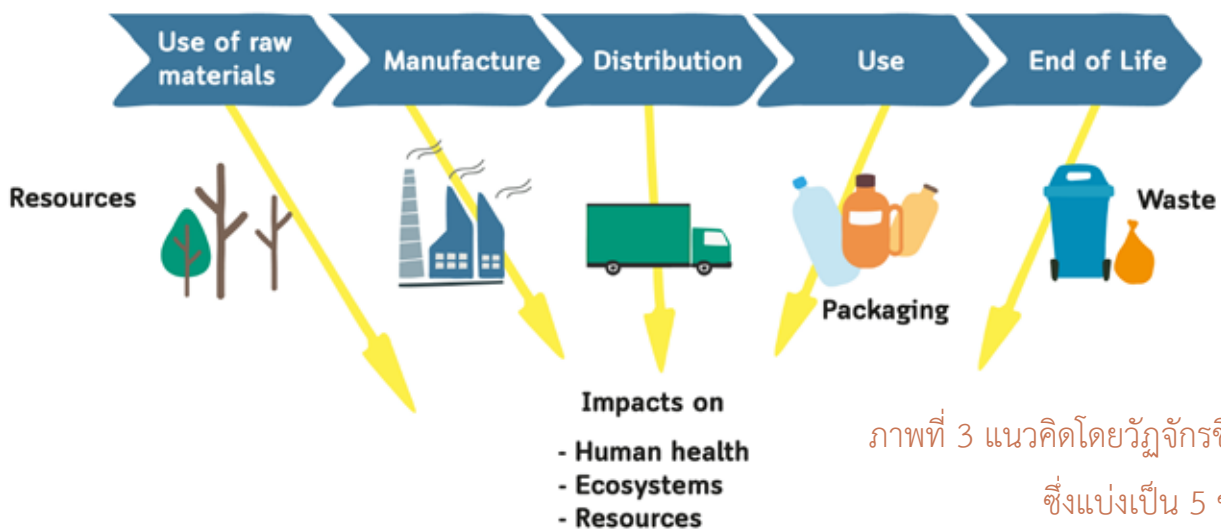 Use of raw
materials
Manufacture
Distribution
Use
End of Life
Resources
Waste
Packaging
Impacts on
- Human health
- Ecosystems
- Resources
ภาพที่ 3 แนวคิดโดยวัฏจักร
ซึ่งแบ่งเป็น 5